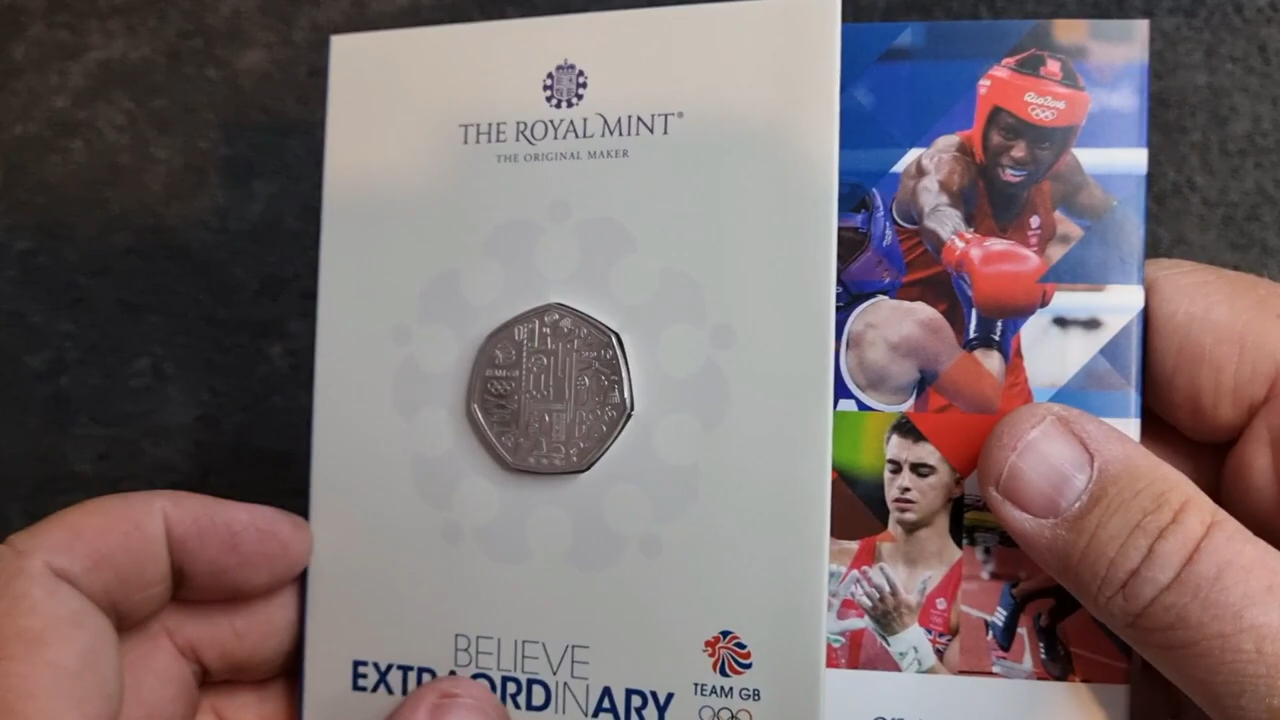 THE ROYAL MINT®
THE ORIGINAL MAKER
BELIEVE
EXTRAORDINARY
TEAM GB
Rio2016